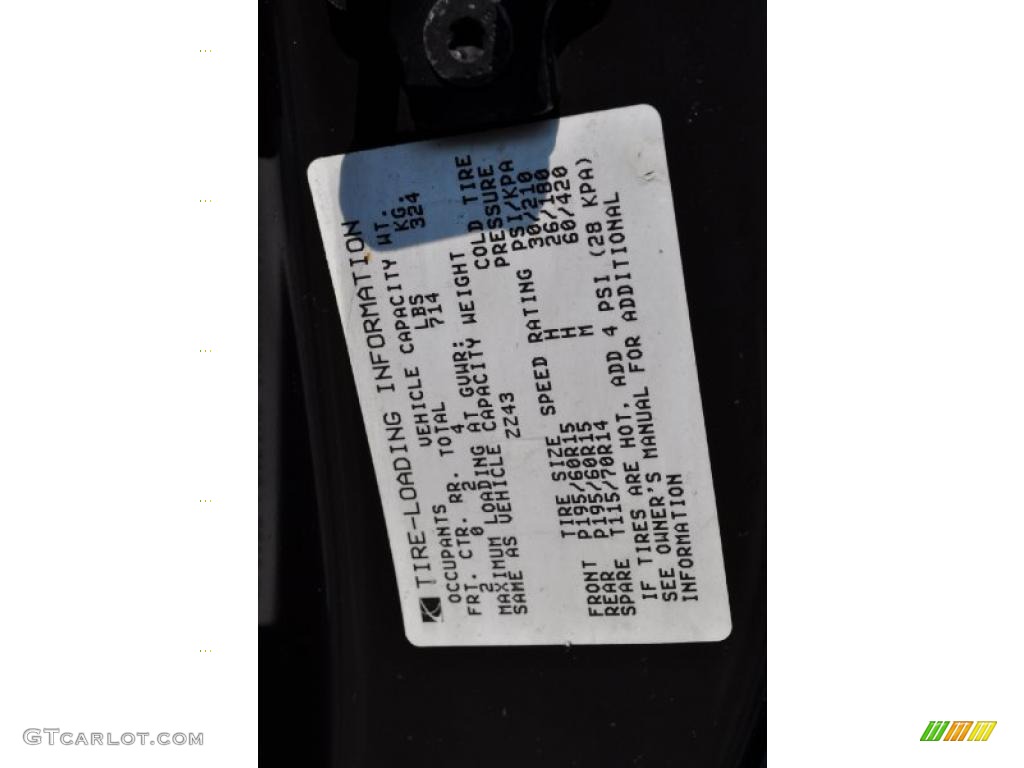 TIRE-LOADING INFORMATION
OCCUPANTS VEHICLE CAPACITY WT.
FRT. CTR. RR. TOTAL LBS KG.
2 0 2 4 714 324
MAXIMUM LOADING AT GVWR:
SAME AS VEHICLE CAPACITY WEIGHT
ZZ43
COLD TIRE
PRESSURE
TIRE SIZE SPEED RATING PSI/KPA
FRONT P195/60R15 H 30/210
REAR P195/60R15 H 26/180
SPARE T115/70R14 M 60/420
IF TIRES ARE HOT, ADD 4 PSI (28 KPA)
SEE OWNER'S MANUAL FOR ADDITIONAL
INFORMATION
GTCARLOT.COM